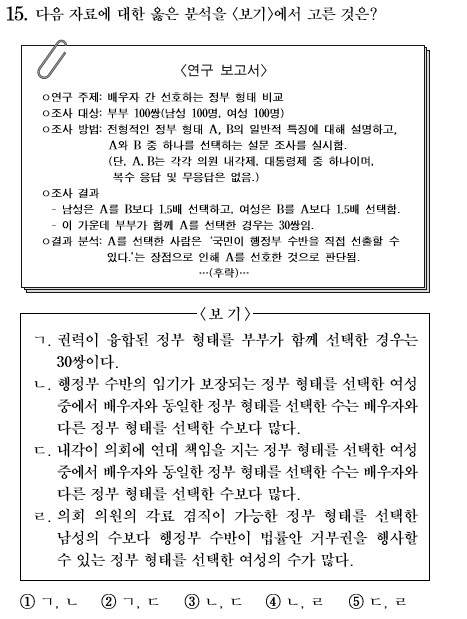 15. 다음 자료에 대한 옳은 분석을 〈보기〉에서 고른 것은?
〈연구 보고서〉
○연구 주제: 배우자 간 선호하는 정부 형태 비교
○조사 대상: 부부 100쌍(남성 100명, 여성 100명)
○조사 방법: 전형적인 정부 형태 A, B의 일반적 특징에 대해 설명하고,
A와 B 중 하나를 선택하는 설문 조사를 실시함.
(단, A, B는 각각 의원 내각제, 대통령제 중 하나이며,
복수 응답 및 무응답은 없음.)
○조사 결과
- 남성은 A를 B보다 1.5배 선택하고, 여성은 B를 A보다 1.5배 선택함.
- 이 가운데 부부가 함께 A를 선택한 경우는 30쌍임.
○결과 분석: A를 선택한 사람은 '국민이 행정부 수반을 직접 선출할 수
있다.'는 장점으로 인해 A를 선호한 것으로 판단됨.
…(후략)…
〈보 기〉
ㄱ. 권력이 융합된 정부 형태를 부부가 함께 선택한 경우는
30쌍이다.
ㄴ. 행정부 수반의 임기가 보장되는 정부 형태를 선택한 여성
중에서 배우자와 동일한 정부 형태를 선택한 수는 배우자와
다른 정부 형태를 선택한 수보다 많다.
ㄷ. 내각이 의회에 연대 책임을 지는 정부 형태를 선택한 여성
중에서 배우자와 동일한 정부 형태를 선택한 수는 배우자와
다른 정부 형태를 선택한 수보다 많다.
ㄹ. 의회 의원의 각료 겸직이 가능한 정부 형태를 선택한
남성의 수보다 행정부 수반이 법률안 거부권을 행사할
수 있는 정부 형태를 선택한 여성의 수가 많다.
① ㄱ, ㄴ ② ㄱ, ㄷ ③ ㄴ, ㄷ ④ ㄴ, ㄹ ⑤ ㄷ, ㄹ